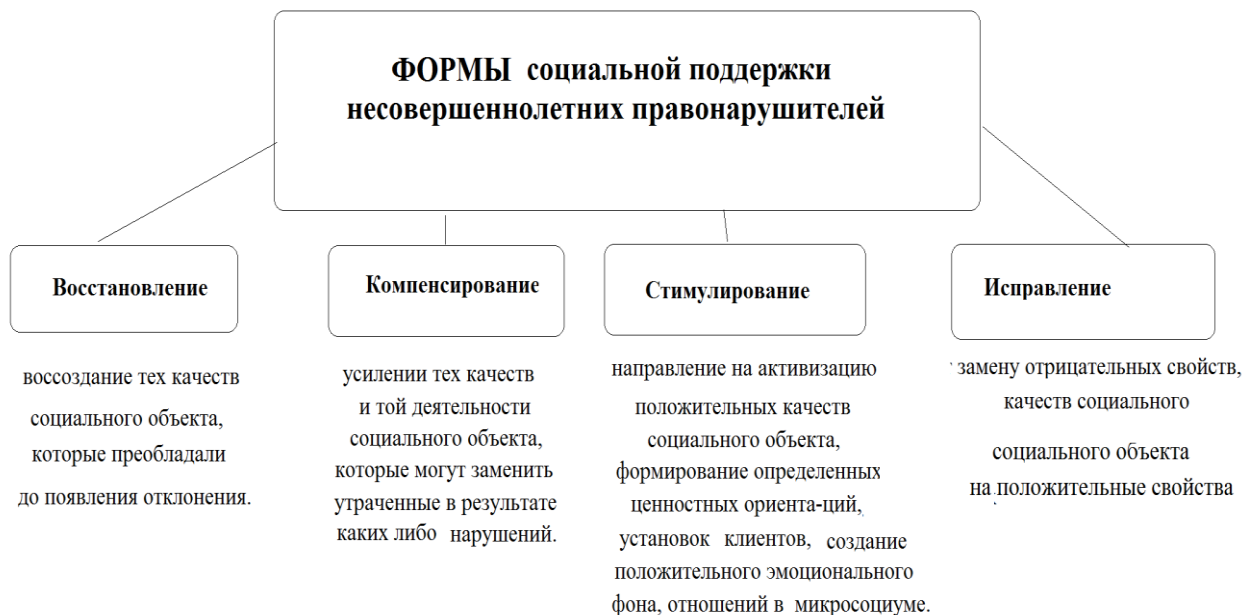 ФОРМЫ социальной поддержки
несовершеннолетних правонарушителей
Восстановление
воссоздание тех качеств
социального объекта,
которые преобладали
до появления отклонения.
Компенсирование
усилении тех качеств
и той деятельности
социального объекта,
которые могут заменить
утраченные в результате
каких либо нарушений.
Стимулирование
направление на активизацию
положительных качеств
социального объекта,
формирование определенных
ценностных ориента-ций,
установок клиентов, создание
положительного эмоционального
фона, отношений в микросоциуме.
Исправление
замену отрицательных свойств,
качеств социального
социального объекта
на положительные свойства